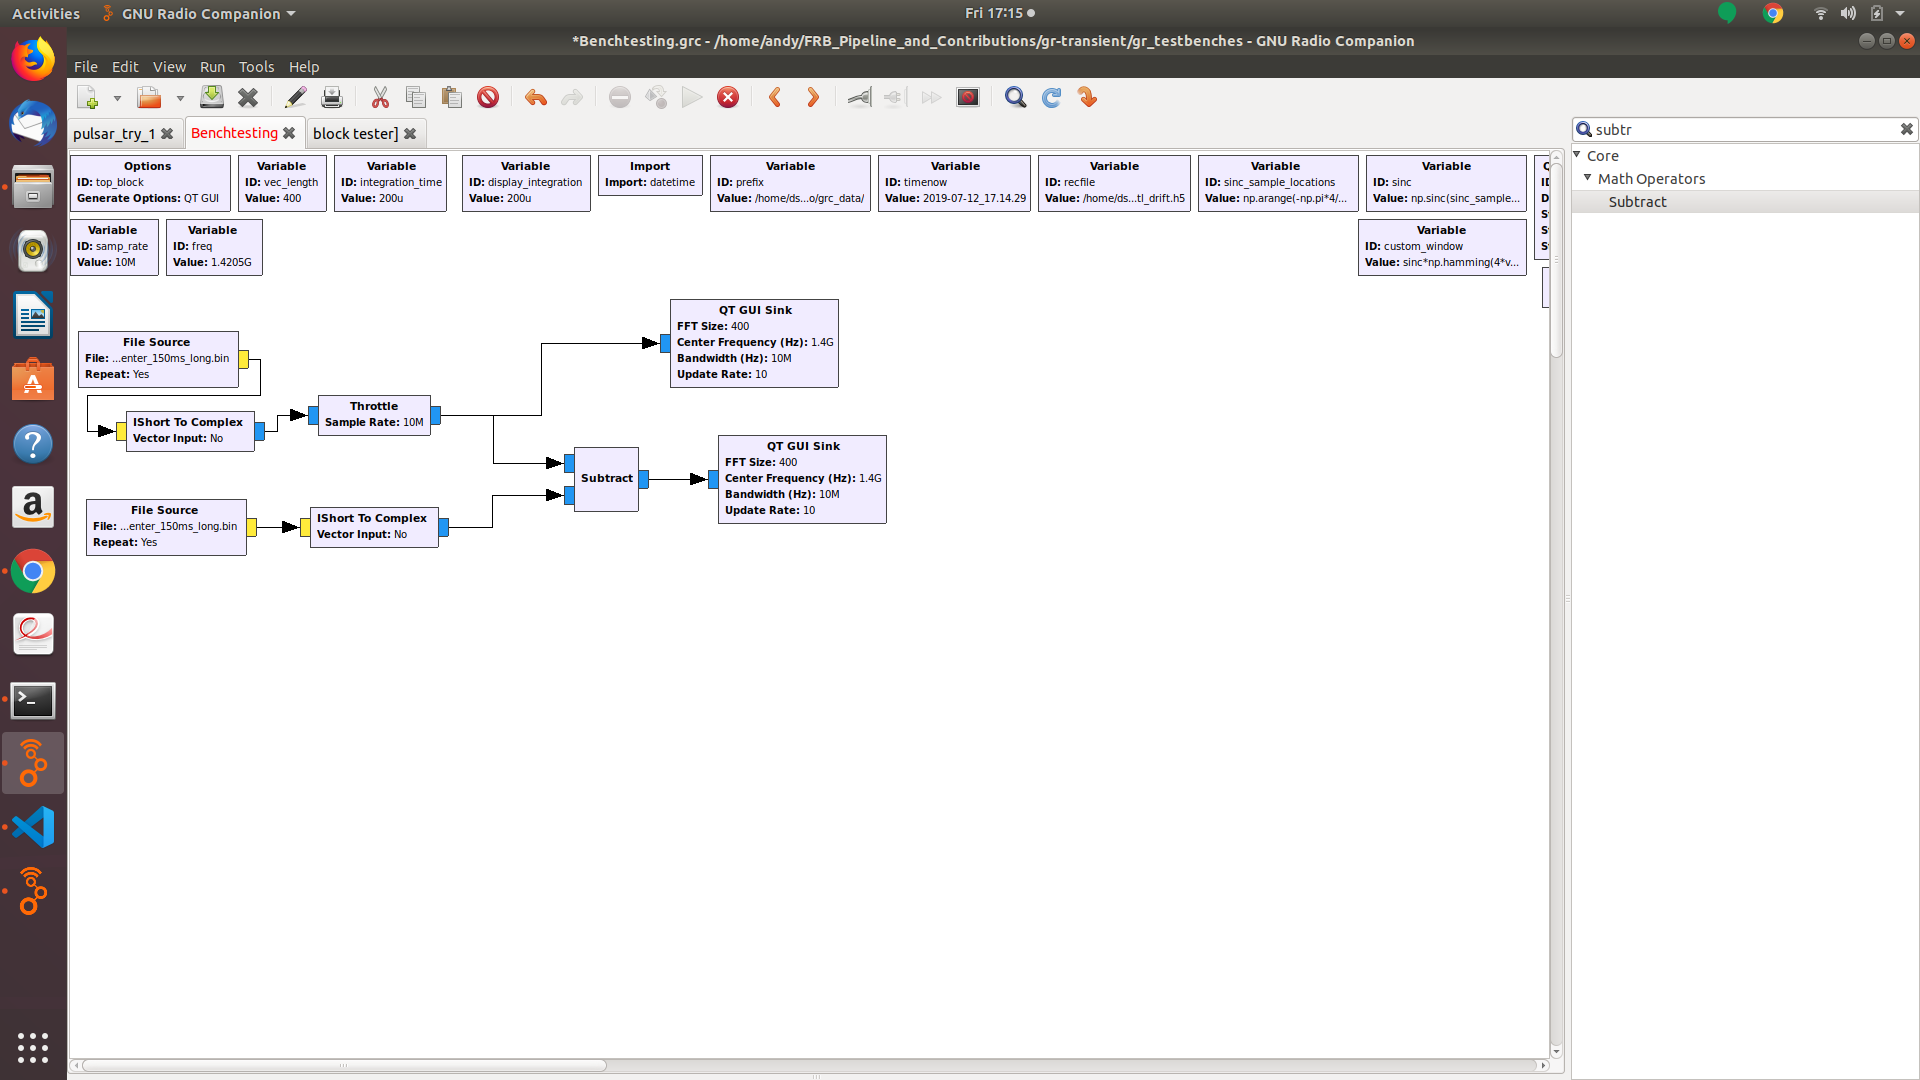 Activities
GNU Radio Companion
Fri 17:15
*Benchtesting.grc - /home/andy/FRB_Pipeline_and_Contributions/gr-transient/gr_testbenches - GNU Radio Companion
File Edit View Run Tools Help
pulsar_try_1
Benchtesting
block tester]
subtr
Core
Math Operators
Subtract
Options
ID: top_block
Generate Options: QT GUI
Variable
ID: vec_length
Value: 400
Variable
ID: integration_time
Value: 200u
Variable
ID: display_integration
Value: 200u
Import
Import: datetime
Variable
ID: prefix
Value: /home/ds...o/grc_data/
Variable
ID: timenow
Value: 2019-07-12_17.14.29
Variable
ID: recfile
Value: /home/ds...tl_drift.h5
Variable
ID: sinc_sample_locations
Value: np.arange(-np.pi*4/...
Variable
ID: sinc
Value: np.sinc(sinc_sample...
Variable
ID: samp_rate
Value: 10M
Variable
ID: freq
Value: 1.4205G
Variable
ID: custom_window
Value: sinc*np.hamming(4*v...
QT GUI Sink
FFT Size: 400
Center Frequency (Hz): 1.4G
Bandwidth (Hz): 10M
Update Rate: 10
File Source
File: ...enter_150ms_long.bin
Repeat: Yes
IShort To Complex
Vector Input: No
Throttle
Sample Rate: 10M
Subtract
QT GUI Sink
FFT Size: 400
Center Frequency (Hz): 1.4G
Bandwidth (Hz): 10M
Update Rate: 10
File Source
File: ...enter_150ms_long.bin
Repeat: Yes
IShort To Complex
Vector Input: No